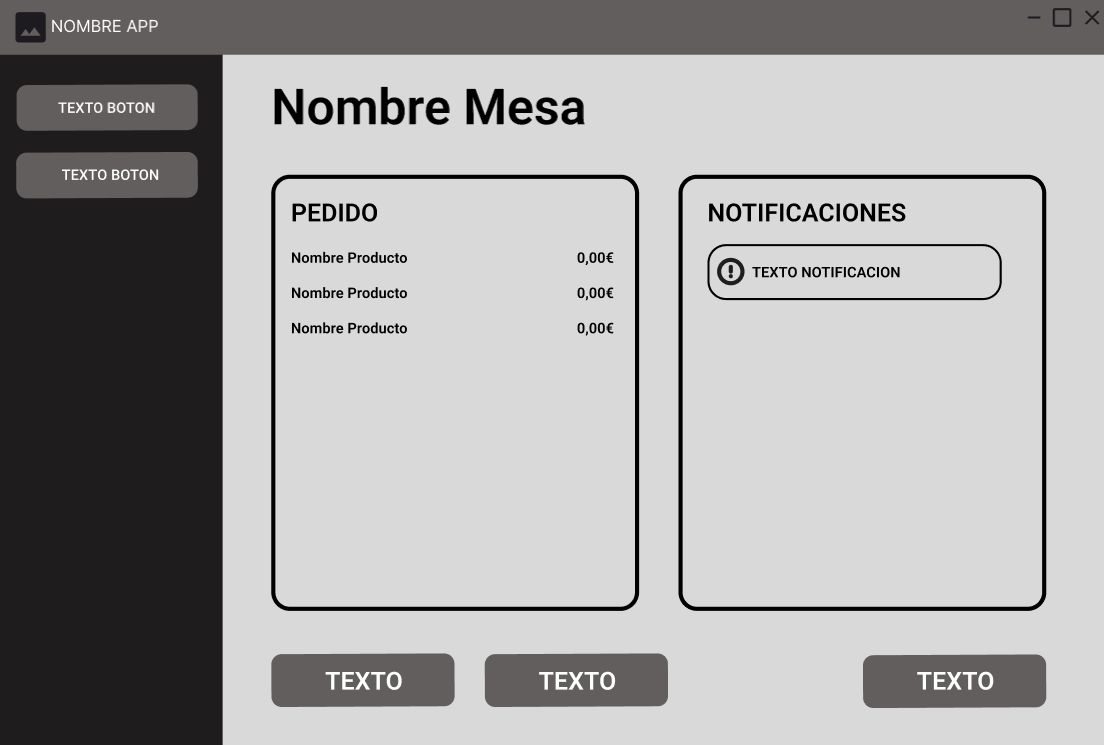 NOMBRE APP
TEXTO BOTON
TEXTO BOTON
Nombre Mesa
PEDIDO
Nombre Producto 0,00€
Nombre Producto 0,00€
Nombre Producto 0,00€
NOTIFICACIONES
TEXTO NOTIFICACION
TEXTO
TEXTO
TEXTO